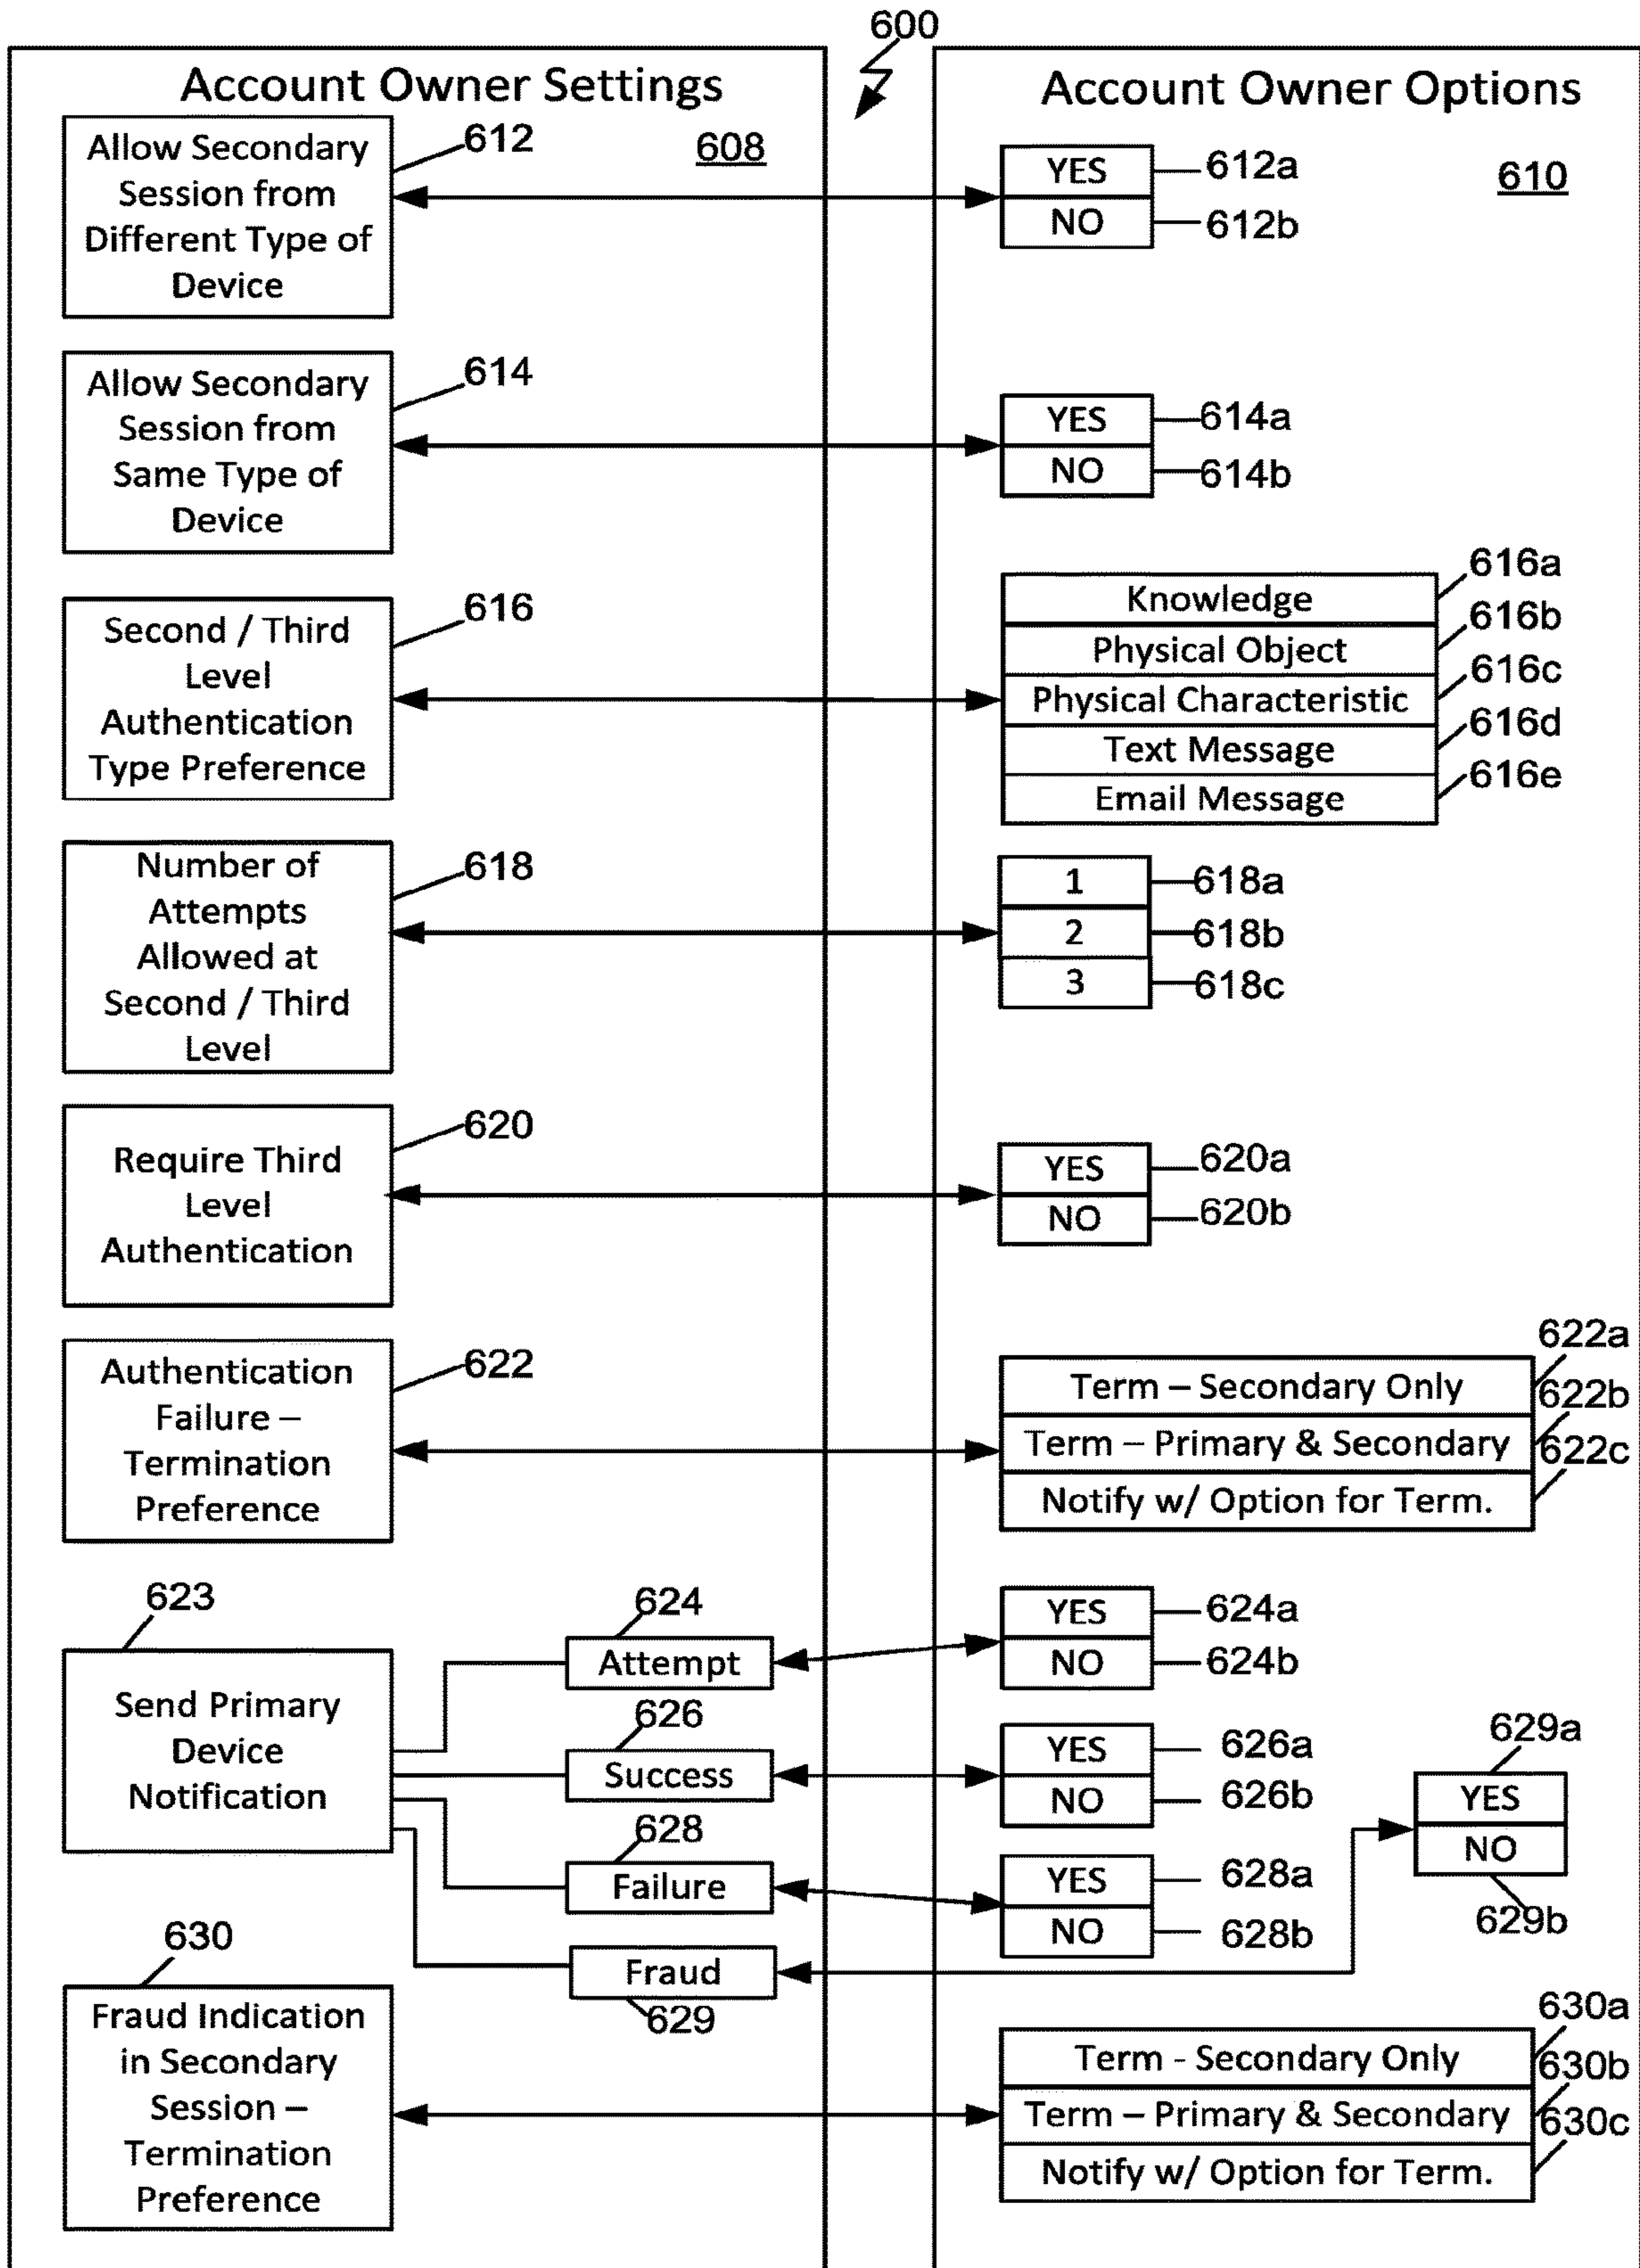 600
Account Owner Settings
608
Allow Secondary
Session from
Different Type of
Device
612
Allow Secondary
Session from
Same Type of
Device
614
Second / Third
Level
Authentication
Type Preference
616
Number of
Attempts
Allowed at
Second / Third
Level
618
Require Third
Level
Authentication
620
Authentication
Failure –
Termination
Preference
622
623
Send Primary
Device
Notification
624
Attempt
626
Success
628
Failure
Fraud
629
630
Fraud Indication
in Secondary
Session –
Termination
Preference
Account Owner Options
610
YES 612a
NO 612b
YES 614a
NO 614b
Knowledge 616a
Physical Object 616b
Physical Characteristic 616c
Text Message 616d
Email Message 616e
1 618a
2 618b
3 618c
YES 620a
NO 620b
Term – Secondary Only 622a
Term – Primary & Secondary 622b
Notify w/ Option for Term. 622c
YES 624a
NO 624b
YES 626a
NO 626b
YES 628a
NO 628b
629a
YES
NO
629b
Term - Secondary Only 630a
Term – Primary & Secondary 630b
Notify w/ Option for Term. 630c